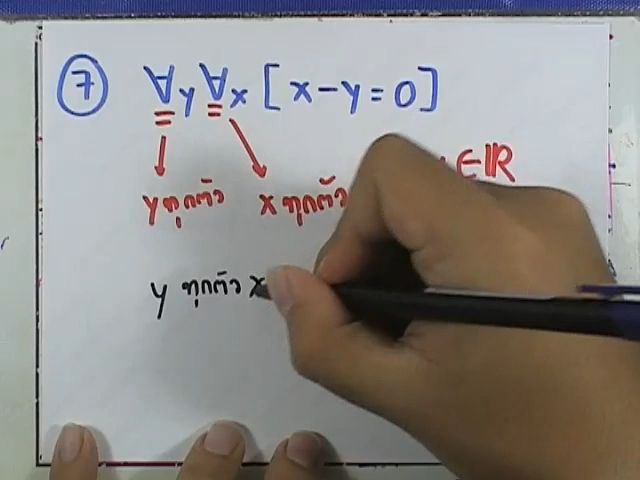 7 ∀y∀x [x-y=0]
∈ℝ
y ทุกตัว x ทุกตัว
y ทุกตัว x